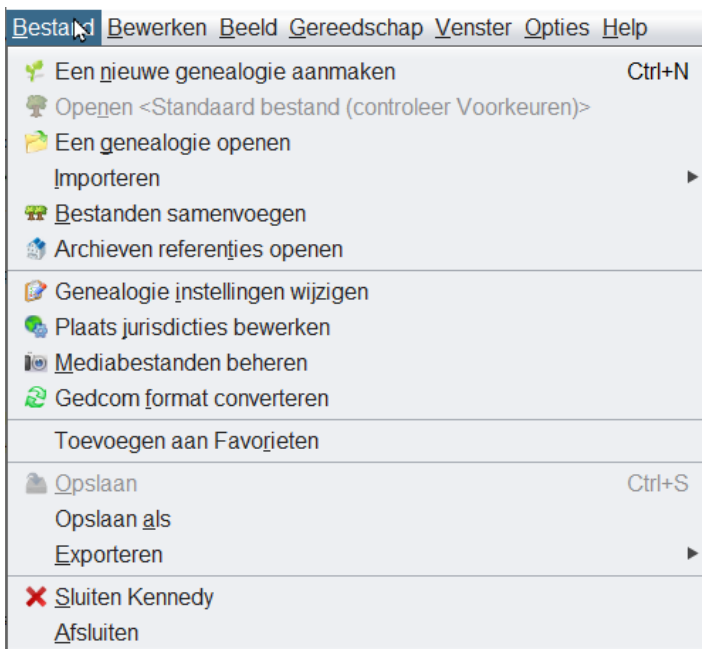 Bestand Bewerken Beeld Gereedschap Venster Opties Help
Een nieuwe genealogie aanmaken Ctrl+N
Openen <Standaard bestand (controleer Voorkeuren)>
Een genealogie openen
Importeren
Bestanden samenvoegen
Archieven referenties openen
Genealogie instellingen wijzigen
Plaats jurisdicties bewerken
Mediabestanden beheren
Gedcom format converteren
Toevoegen aan Favorieten
Opslaan Ctrl+S
Opslaan als
Exporteren
Sluiten Kennedy
Afsluiten